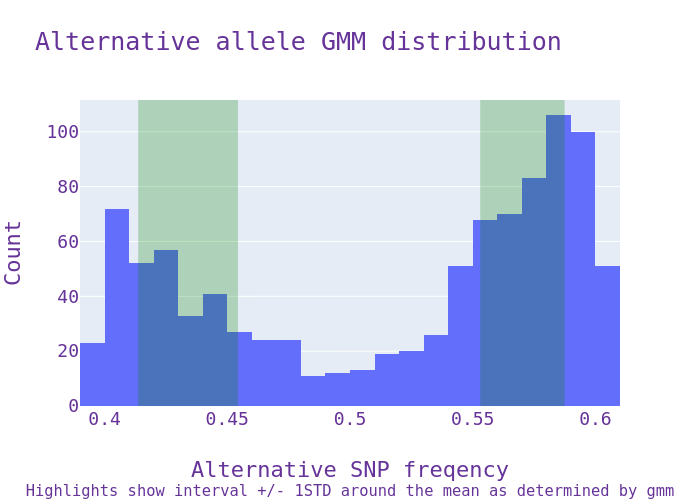 Alternative allele GMM distribution
100
80
60
40
20
0
Count
0.4 0.45 0.5 0.55 0.6
Alternative SNP freqency
Highlights show interval +/- 1STD around the mean as determined by gmm